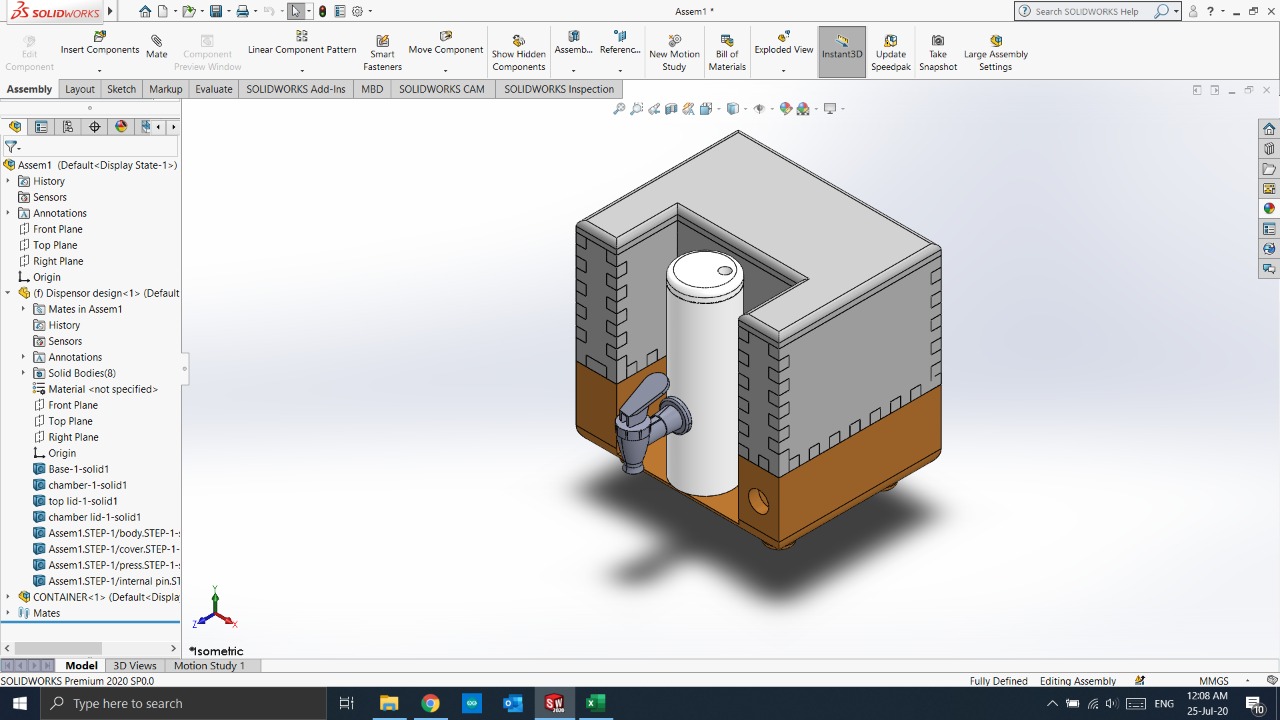 SOLIDWORKS
Assem1 *
Search SOLIDWORKS Help
Edit Component
Insert Components
Mate
Component Preview Window
Linear Component Pattern
Smart Fasteners
Move Component
Show Hidden Components
Assemb...
Referenc...
New Motion Study
Bill of Materials
Exploded View
Instant3D
Update Speedpak
Take Snapshot
Large Assembly Settings
Assembly
Layout
Sketch
Markup
Evaluate
SOLIDWORKS Add-Ins
MBD
SOLIDWORKS CAM
SOLIDWORKS Inspection
Assem1 (Default<Display State-1>)
History
Sensors
Annotations
Front Plane
Top Plane
Right Plane
Origin
(f) Dispensor design<1> (Default
Mates in Assem1
History
Sensors
Annotations
Solid Bodies(8)
Material <not specified>
Front Plane
Top Plane
Right Plane
Origin
Base-1-solid1
chamber-1-solid1
top lid-1-solid1
chamber lid-1-solid1
Assem1.STEP-1/body.STEP-1-
Assem1.STEP-1/cover.STEP-1-
Assem1.STEP-1/press.STEP-1-
Assem1.STEP-1/internal pin.ST
CONTAINER<1> (Default<Displa
Mates
Y
Z
X
*Isometric
Model
3D Views
Motion Study 1
SOLIDWORKS Premium 2020 SP0.0
Fully Defined
Editing Assembly
MMGS
Type here to search
SW
2020
ENG
12:08 AM
25-Jul-20
10